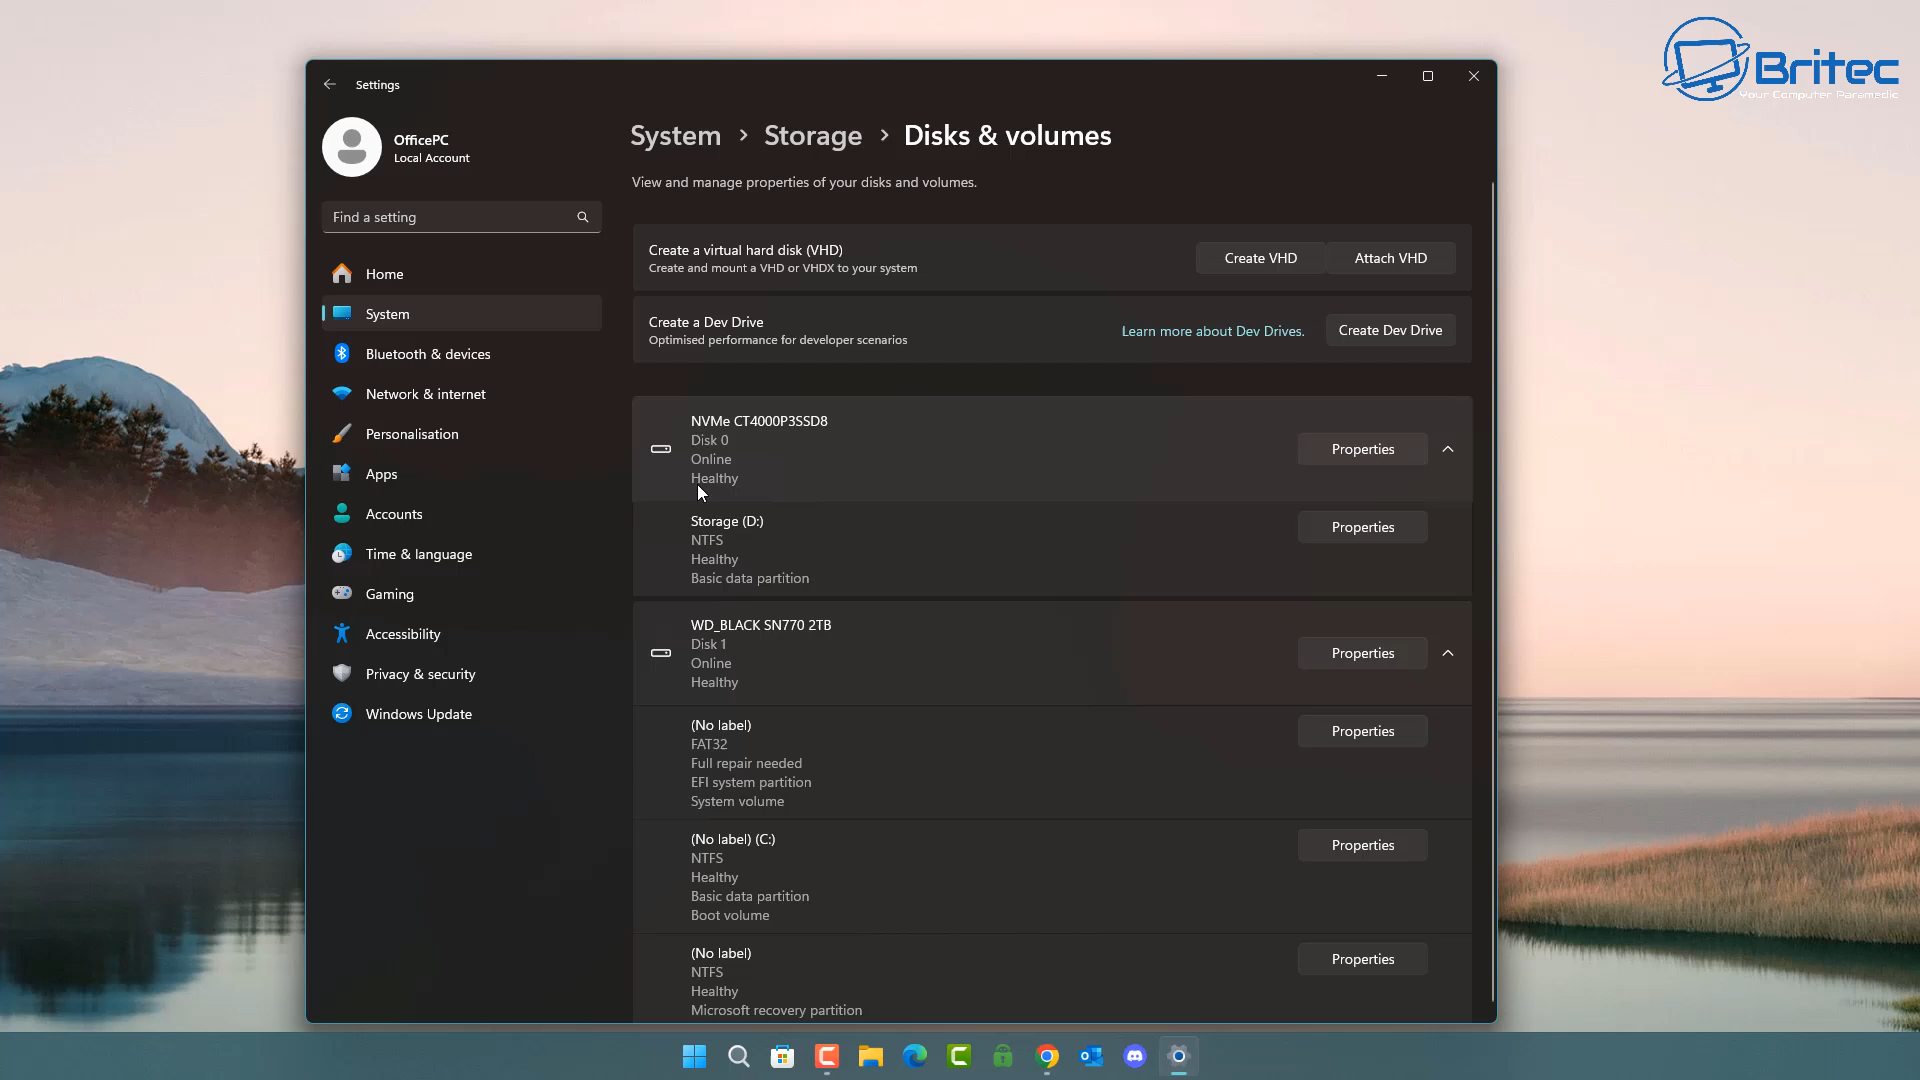 Britec
Your Computer Paramedic
Settings
OfficePC
Local Account
Find a setting
Home
System
Bluetooth & devices
Network & internet
Personalisation
Apps
Accounts
Time & language
Gaming
Accessibility
Privacy & security
Windows Update
System > Storage > Disks & volumes
View and manage properties of your disks and volumes.
Create a virtual hard disk (VHD)
Create and mount a VHD or VHDX to your system
Create VHD
Attach VHD
Create a Dev Drive
Optimised performance for developer scenarios
Learn more about Dev Drives.
Create Dev Drive
NVMe CT4000P3SSD8
Disk 0
Online
Healthy
Properties
Storage (D:)
NTFS
Healthy
Basic data partition
Properties
WD_BLACK SN770 2TB
Disk 1
Online
Healthy
Properties
(No label)
FAT32
Full repair needed
EFI system partition
System volume
Properties
(No label) (C:)
NTFS
Healthy
Basic data partition
Boot volume
Properties
(No label)
NTFS
Healthy
Microsoft recovery partition
Properties